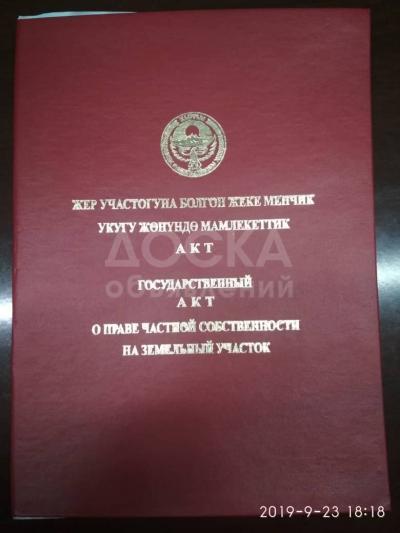 ЖЕР УЧАСТОГУНА БОЛГОН ЖЕКЕ МЕНЧИК
УКУГУ ЖӨНҮНДӨ МАМЛЕКЕТТИК
АКТ
ГОСУДАРСТВЕННЫЙ
АКТ
О ПРАВЕ ЧАСТНОЙ СОБСТВЕННОСТИ
НА ЗЕМЕЛЬНЫЙ УЧАСТОК
ДОСКА
объявлений
2019-9-23 18:18